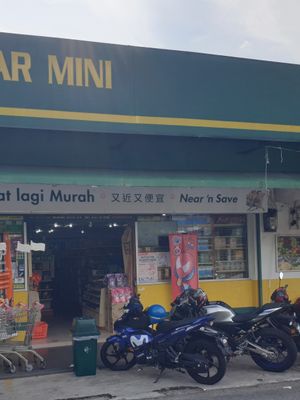 AR MINI
at lagi Murah 又近又便宜 Near 'n Save